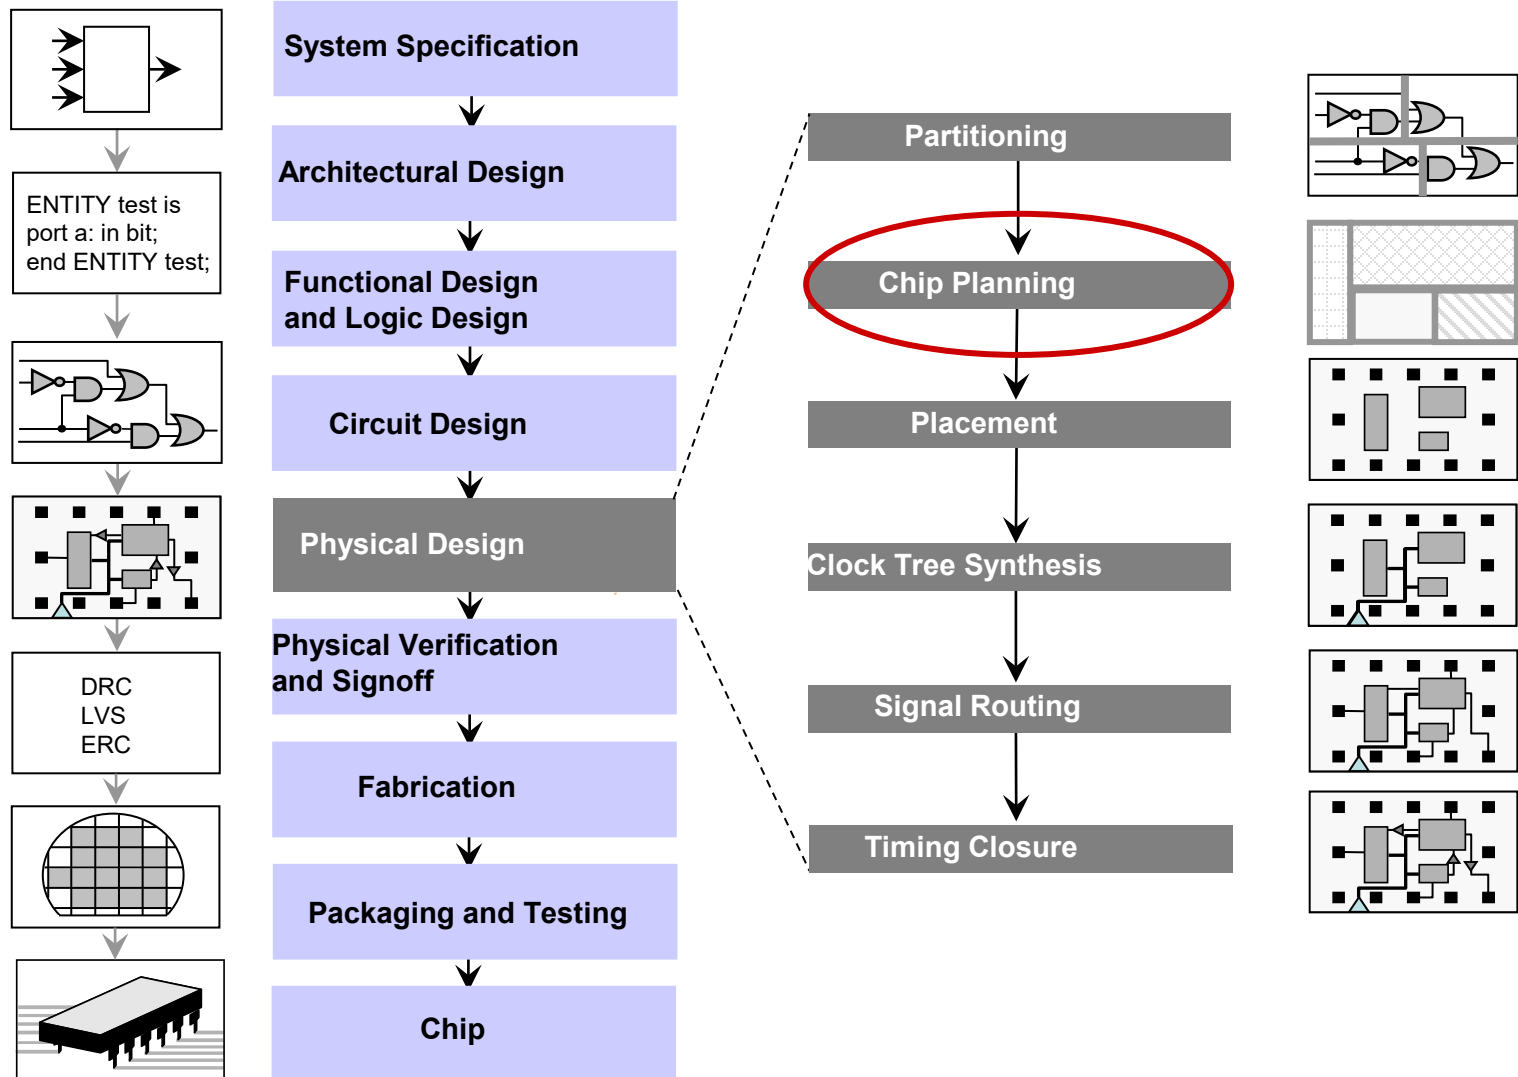 System Specification
Architectural Design
ENTITY test is
port a: in bit;
end ENTITY test;
Functional Design
and Logic Design
Circuit Design
Physical Design
Physical Verification
and Signoff
DRC
LVS
ERC
Fabrication
Packaging and Testing
Chip
Partitioning
Chip Planning
Placement
Clock Tree Synthesis
Signal Routing
Timing Closure